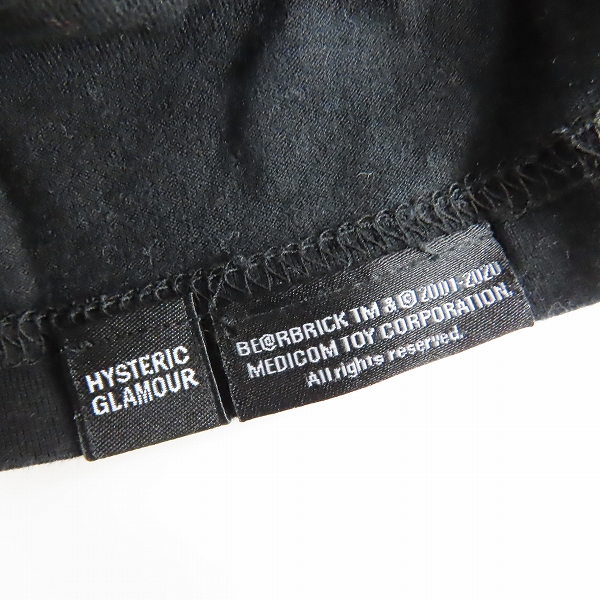 HYSTERIC
GLAMOUR
BE@RBRICK TM & © 2001-2020
MEDICOM TOY CORPORATION.
All rights reserved.